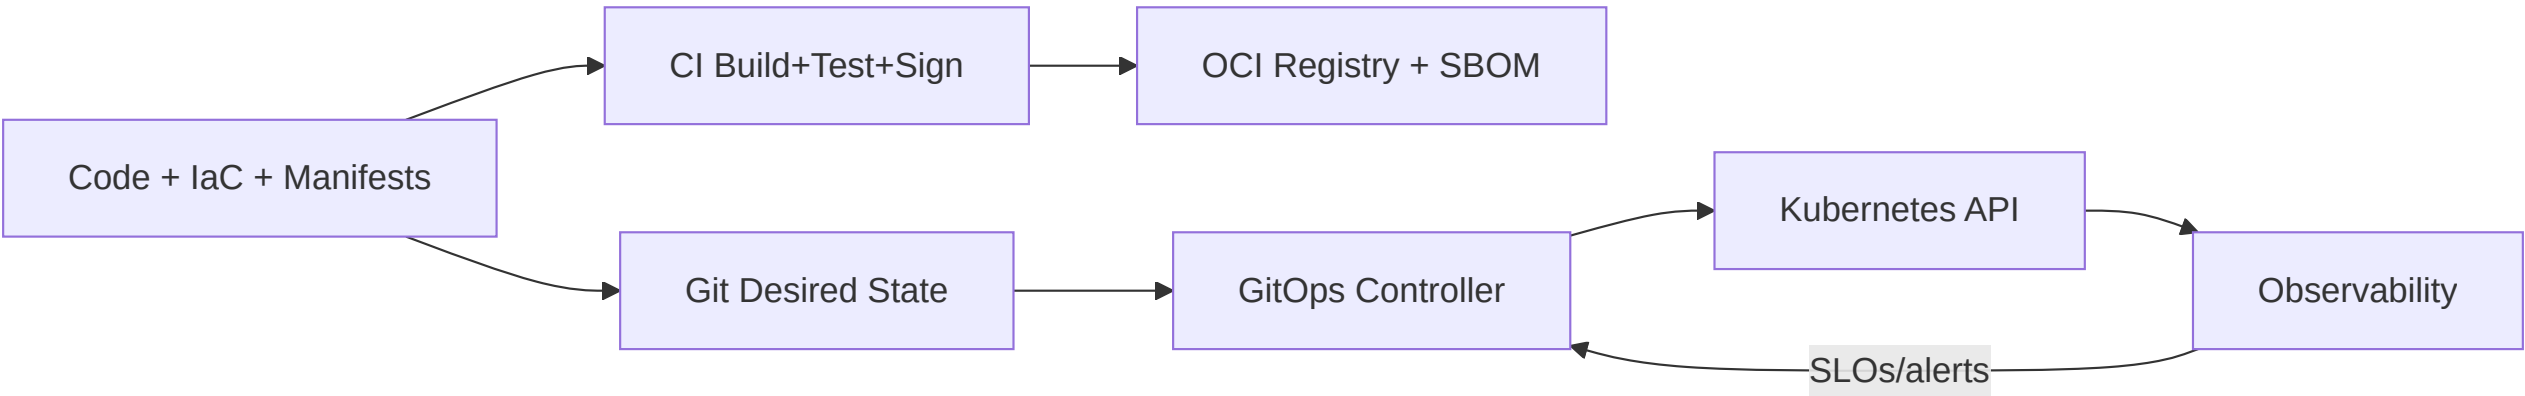 CI Build+Test+Sign
OCI Registry + SBOM
Code + IaC + Manifests
Kubernetes API
Git Desired State
GitOps Controller
Observability
SLOs/alerts